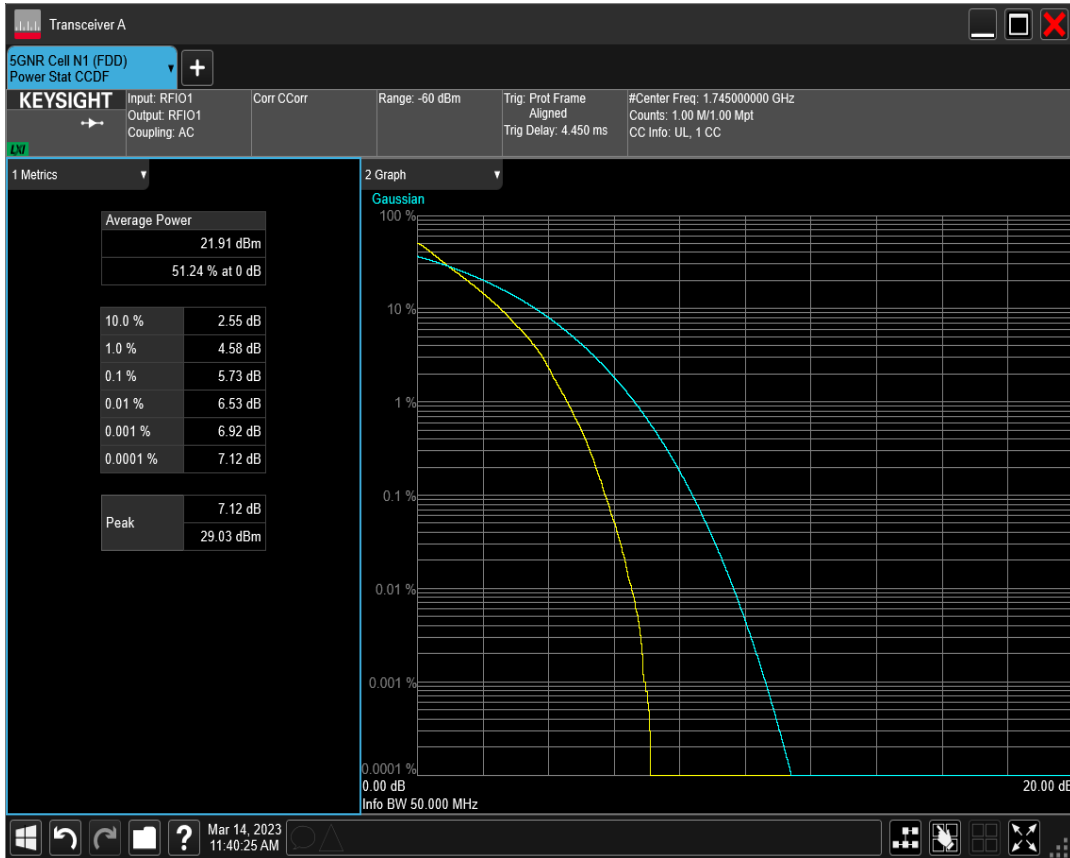 Transceiver A
5GNR Cell N1 (FDD)
Power Stat CCDF
+
KEYSIGHT
LXI
Input: RFIO1
Output: RFIO1
Coupling: AC
Corr CCorr
Range: -60 dBm
Trig: Prot Frame
Aligned
Trig Delay: 4.450 ms
#Center Freq: 1.745000000 GHz
Counts: 1.00 M/1.00 Mpt
CC Info: UL, 1 CC
1 Metrics
Average Power
21.91 dBm
51.24 % at 0 dB
10.0 % 2.55 dB
1.0 % 4.58 dB
0.1 % 5.73 dB
0.01 % 6.53 dB
0.001 % 6.92 dB
0.0001 % 7.12 dB
Peak
7.12 dB
29.03 dBm
2 Graph
Gaussian
100 %
10 %
1 %
0.1 %
0.01 %
0.001 %
0.0001 %
0.00 dB 20.00 dB
Info BW 50.000 MHz
?
Mar 14, 2023
11:40:25 AM